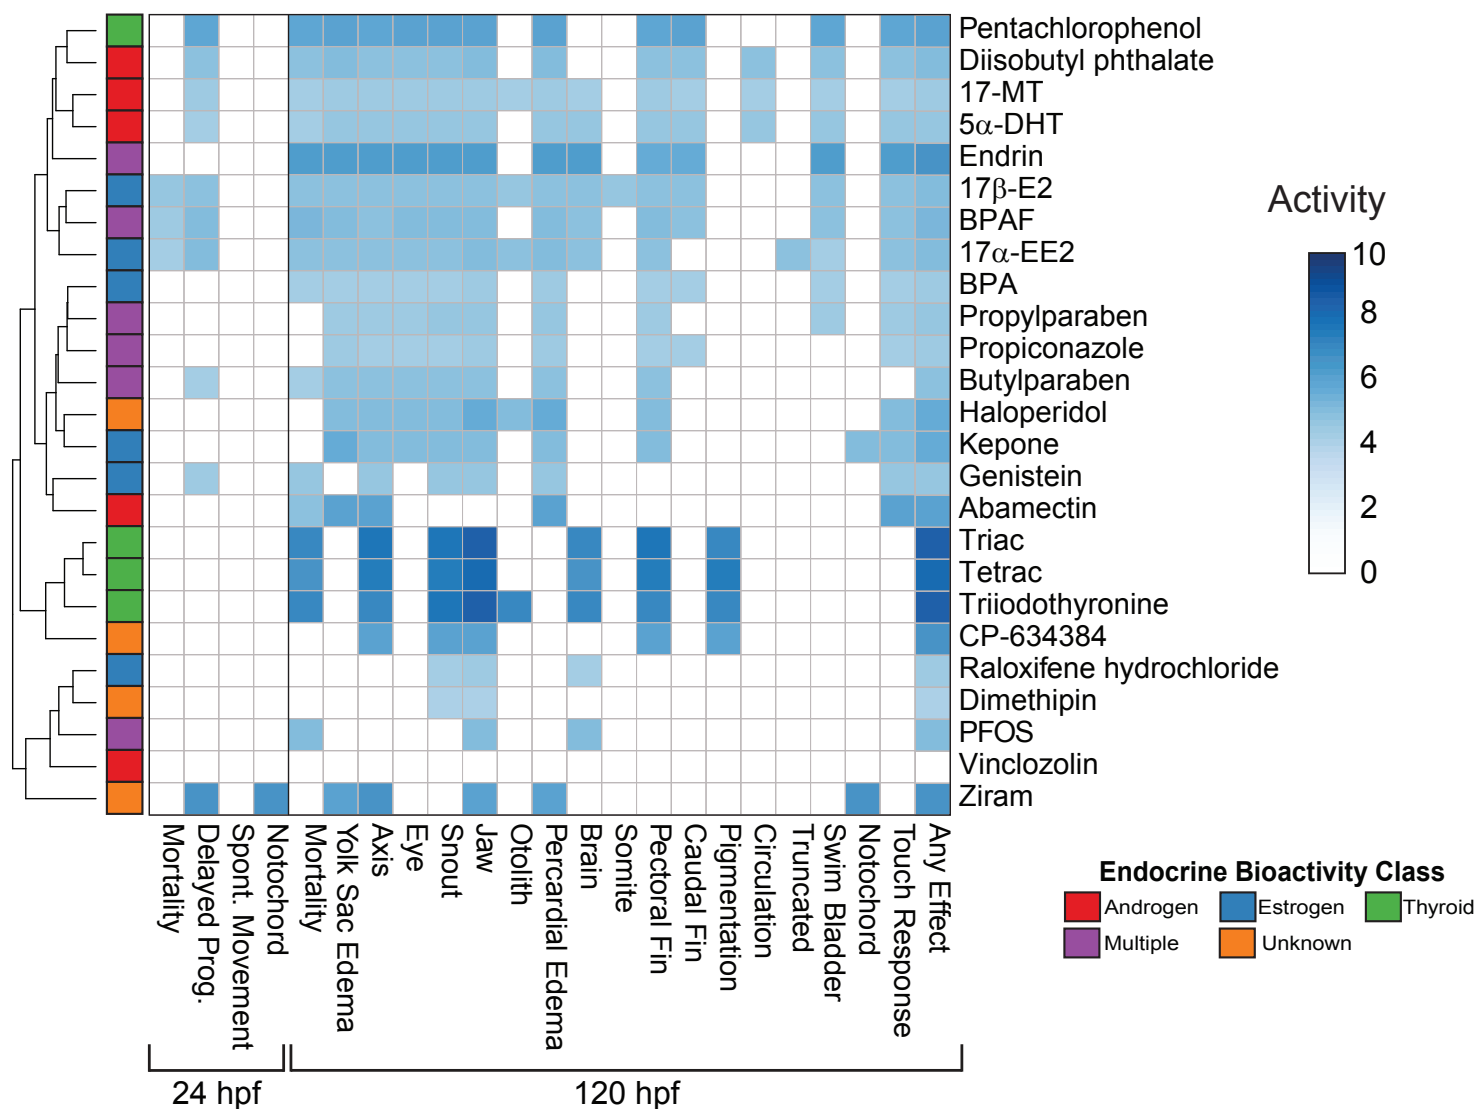 Pentachlorophenol
Diisobutyl phthalate
17-MT
5α-DHT
Endrin
17β-E2
BPAF
17α-EE2
BPA
Propylparaben
Propiconazole
Butylparaben
Haloperidol
Kepone
Genistein
Abamectin
Triac
Tetrac
Triiodothyronine
CP-634384
Raloxifene hydrochloride
Dimethipin
PFOS
Vinclozolin
Ziram
Activity
10
8
6
4
2
0
Mortality
Delayed Prog.
Spont. Movement
Notochord
Mortality
Yolk Sac Edema
Axis
Eye
Snout
Jaw
Otolith
Percardial Edema
Brain
Somite
Pectoral Fin
Caudal Fin
Pigmentation
Circulation
Truncated
Swim Bladder
Notochord
Touch Response
Any Effect
24 hpf
120 hpf
Endocrine Bioactivity Class
Androgen
Estrogen
Thyroid
Multiple
Unknown